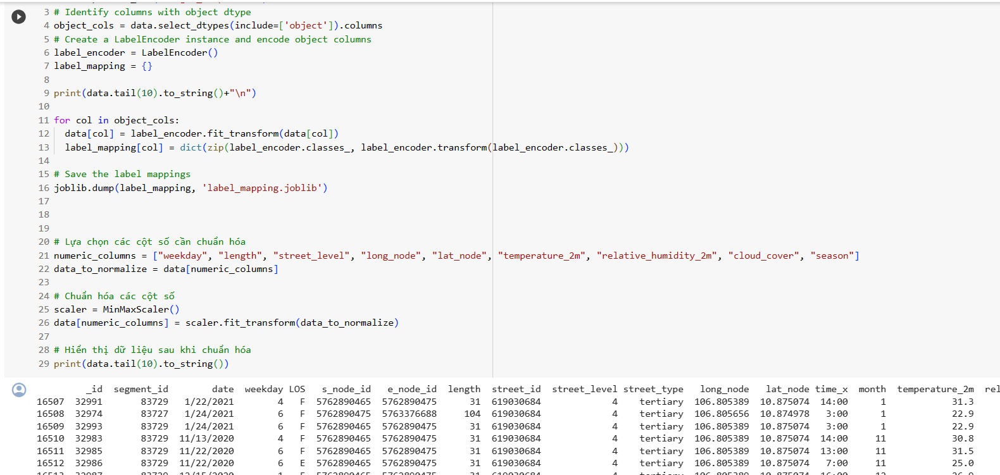 3 # Identify columns with object dtype
4 object_cols = data.select_dtypes(include=['object']).columns
5 # Create a LabelEncoder instance and encode object columns
6 label_encoder = LabelEncoder()
7 label_mapping = {}
8
9 print(data.tail(10).to_string()+"\n")
10
11 for col in object_cols:
12   data[col] = label_encoder.fit_transform(data[col])
13   label_mapping[col] = dict(zip(label_encoder.classes_, label_encoder.transform(label_encoder.classes_)))
14
15 # Save the label mappings
16 joblib.dump(label_mapping, 'label_mapping.joblib')
17
18
19
20 # Lựa chọn các cột số cần chuẩn hóa
21 numeric_columns = ["weekday", "length", "street_level", "long_node", "lat_node", "temperature_2m", "relative_humidity_2m", "cloud_cover", "season"]
22 data_to_normalize = data[numeric_columns]
23
24 # Chuẩn hóa các cột số
25 scaler = MinMaxScaler()
26 data[numeric_columns] = scaler.fit_transform(data_to_normalize)
27
28 # Hiển thị dữ liệu sau khi chuẩn hóa
29 print(data.tail(10).to_string())
_id segment_id date weekday LOS s_node_id e_node_id length street_id street_level street_type long_node lat_node time_x month temperature_2m rel
16507 32991 83729 1/22/2021 4 F 5762890465 5762890475 31 619030684 4 tertiary 106.805389 10.875074 14:00 1 31.3
16508 32974 83727 1/24/2021 6 F 5762890475 5763376688 104 619030684 4 tertiary 106.805656 10.874978 3:00 1 22.9
16509 32993 83729 1/24/2021 6 F 5762890465 5762890475 31 619030684 4 tertiary 106.805389 10.875074 3:00 1 22.9
16510 32983 83729 11/13/2020 4 F 5762890465 5762890475 31 619030684 4 tertiary 106.805389 10.875074 14:00 11 30.8
16511 32985 83729 11/22/2020 6 F 5762890465 5762890475 31 619030684 4 tertiary 106.805389 10.875074 13:00 11 31.5
16512 32986 83729 11/22/2020 6 E 5762890465 5762890475 31 619030684 4 tertiary 106.805389 10.875074 7:00 11 25.0